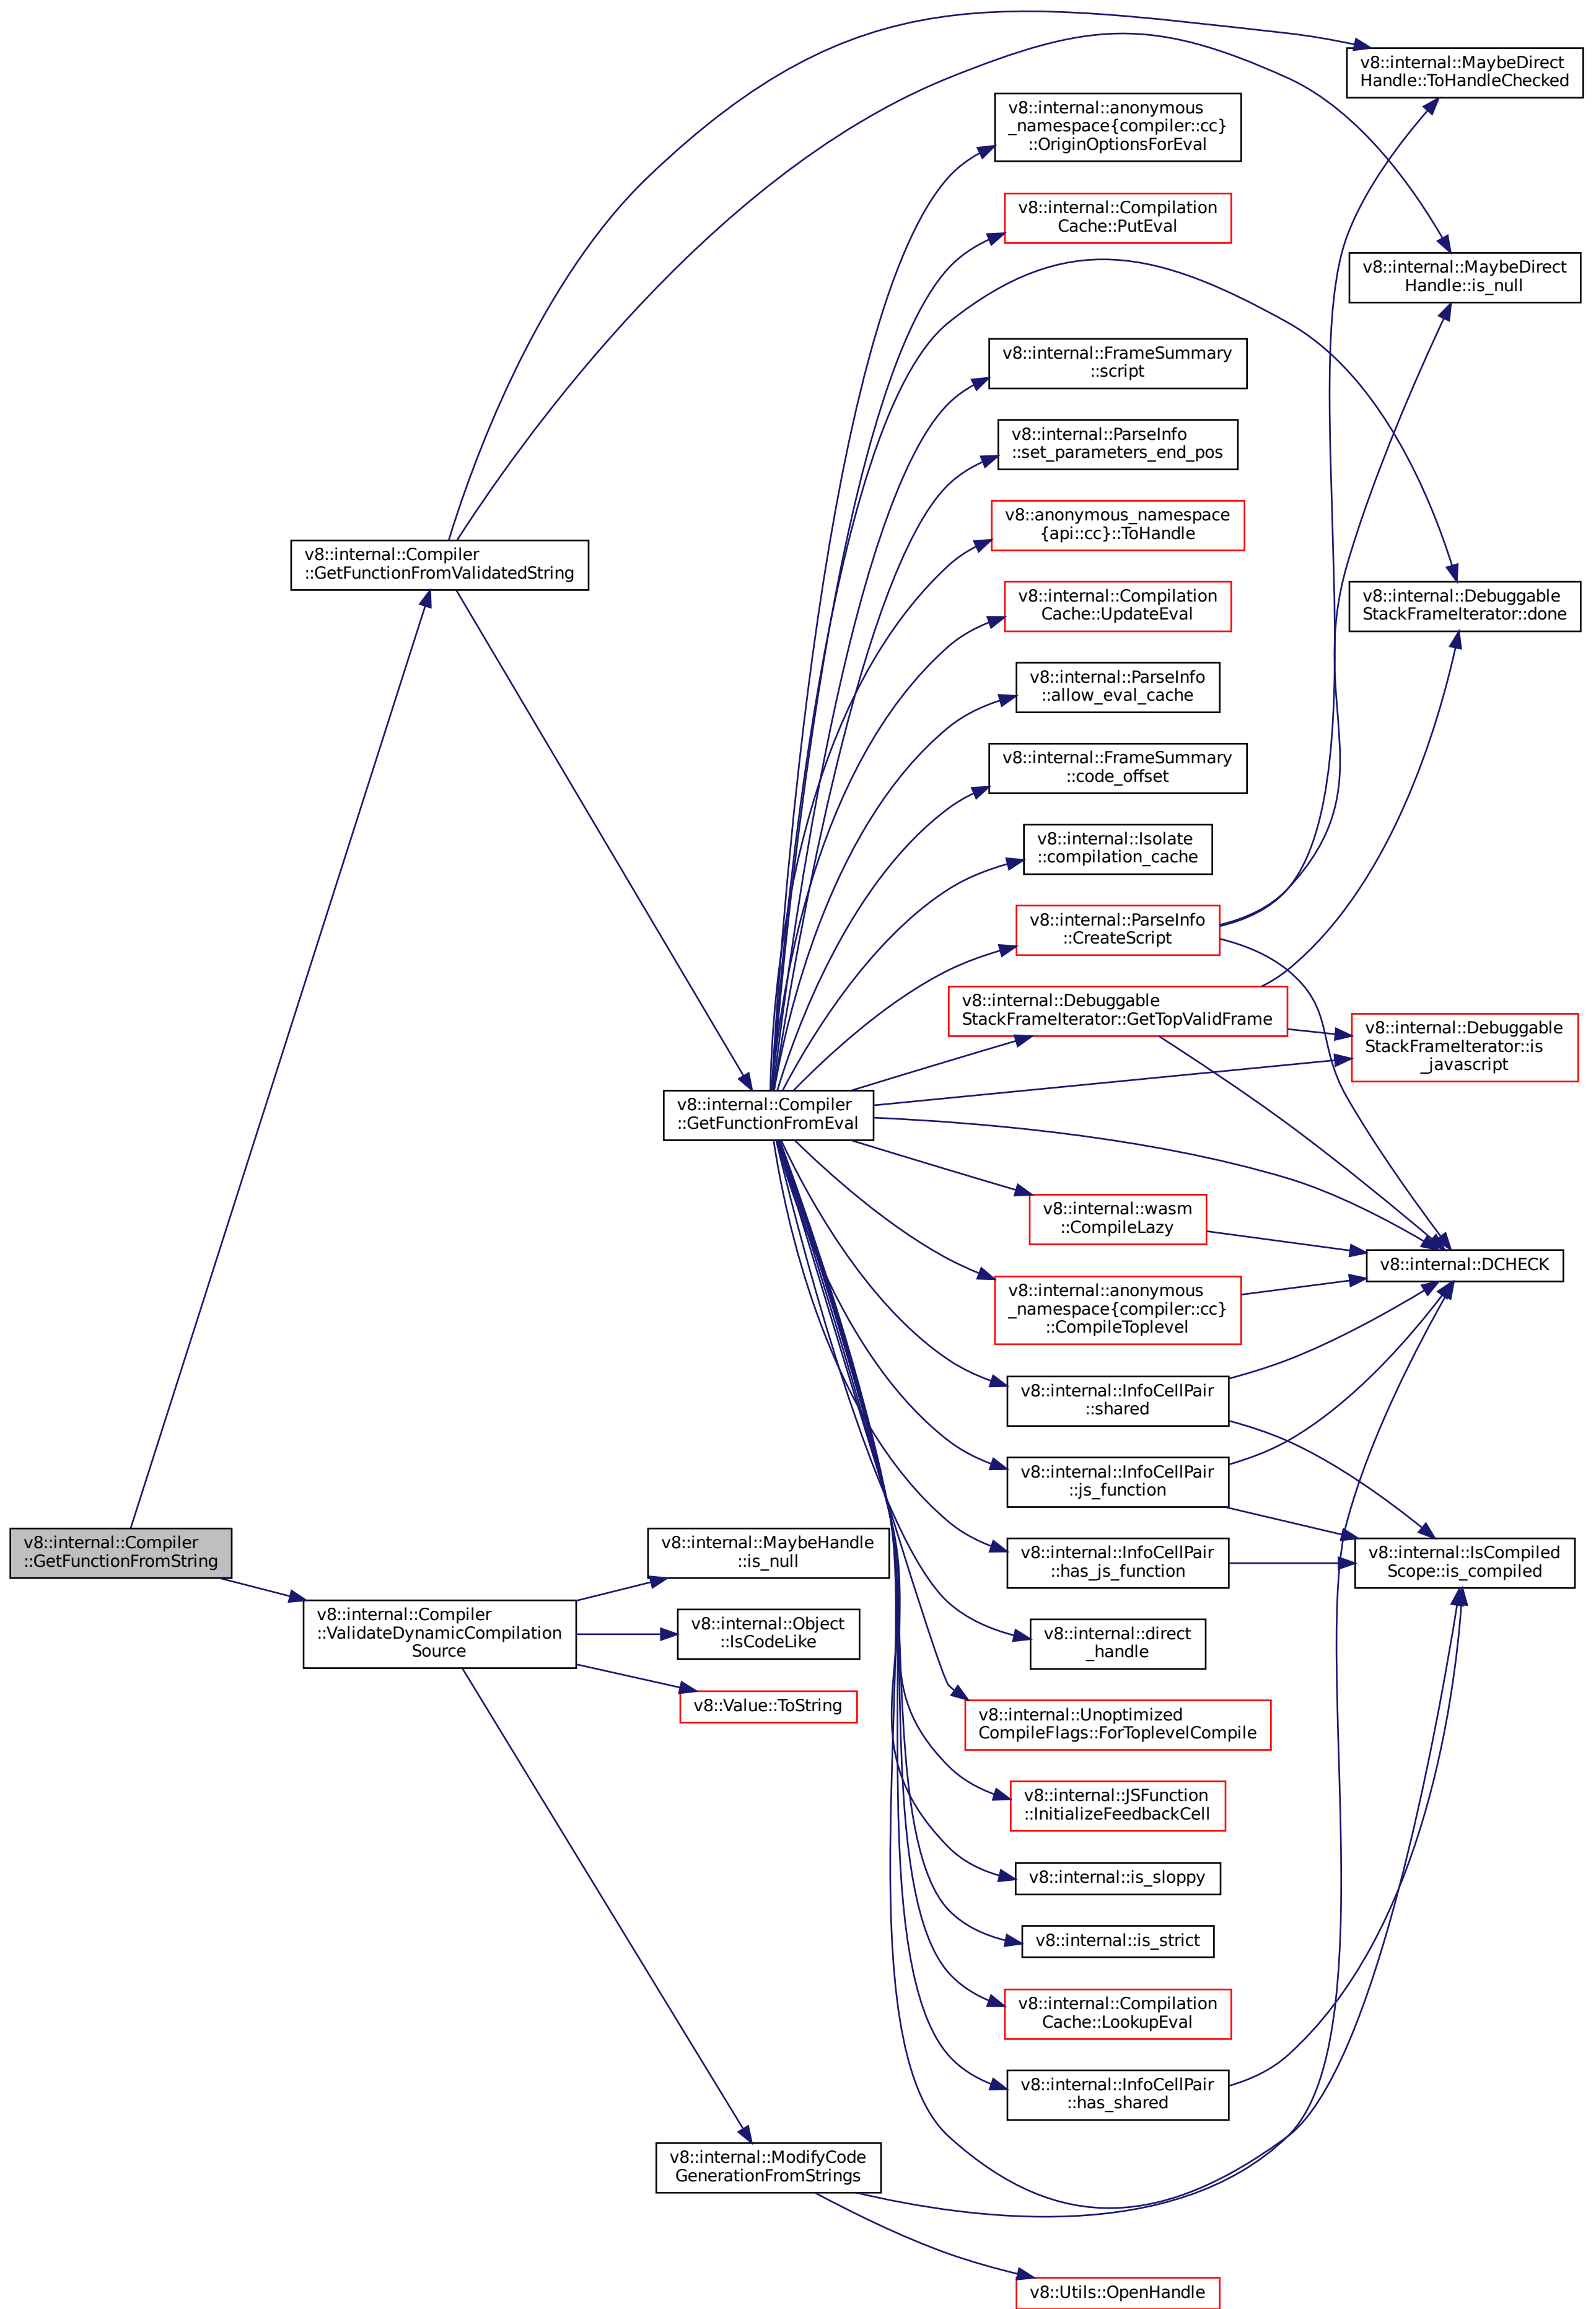 v8::internal::MaybeDirect
Handle::ToHandleChecked
v8::internal::anonymous
_namespace{compiler::cc}
::OriginOptionsForEval
v8::internal::Compilation
Cache::PutEval
v8::internal::MaybeDirect
Handle::is_null
v8::internal::FrameSummary
::script
v8::internal::ParseInfo
::set_parameters_end_pos
v8::anonymous_namespace
{api::cc}::ToHandle
v8::internal::Compiler
::GetFunctionFromValidatedString
v8::internal::Compilation
Cache::UpdateEval
v8::internal::Debuggable
StackFrameIterator::done
v8::internal::ParseInfo
::allow_eval_cache
v8::internal::FrameSummary
::code_offset
v8::internal::Isolate
::compilation_cache
v8::internal::ParseInfo
::CreateScript
v8::internal::Debuggable
StackFrameIterator::GetTopValidFrame
v8::internal::Debuggable
StackFrameIterator::is
_javascript
v8::internal::Compiler
::GetFunctionFromEval
v8::internal::wasm
::CompileLazy
v8::internal::DCHECK
v8::internal::anonymous
_namespace{compiler::cc}
::CompileToplevel
v8::internal::InfoCellPair
::shared
v8::internal::InfoCellPair
::js_function
v8::internal::Compiler
::GetFunctionFromString
v8::internal::MaybeHandle
::is_null
v8::internal::InfoCellPair
::has_js_function
v8::internal::IsCompiled
Scope::is_compiled
v8::internal::Compiler
::ValidateDynamicCompilation
Source
v8::internal::Object
::IsCodeLike
v8::internal::direct
_handle
v8::Value::ToString
v8::internal::Unoptimized
CompileFlags::ForToplevelCompile
v8::internal::JSFunction
::InitializeFeedbackCell
v8::internal::is_sloppy
v8::internal::is_strict
v8::internal::Compilation
Cache::LookupEval
v8::internal::InfoCellPair
::has_shared
v8::internal::ModifyCode
GenerationFromStrings
v8::Utils::OpenHandle